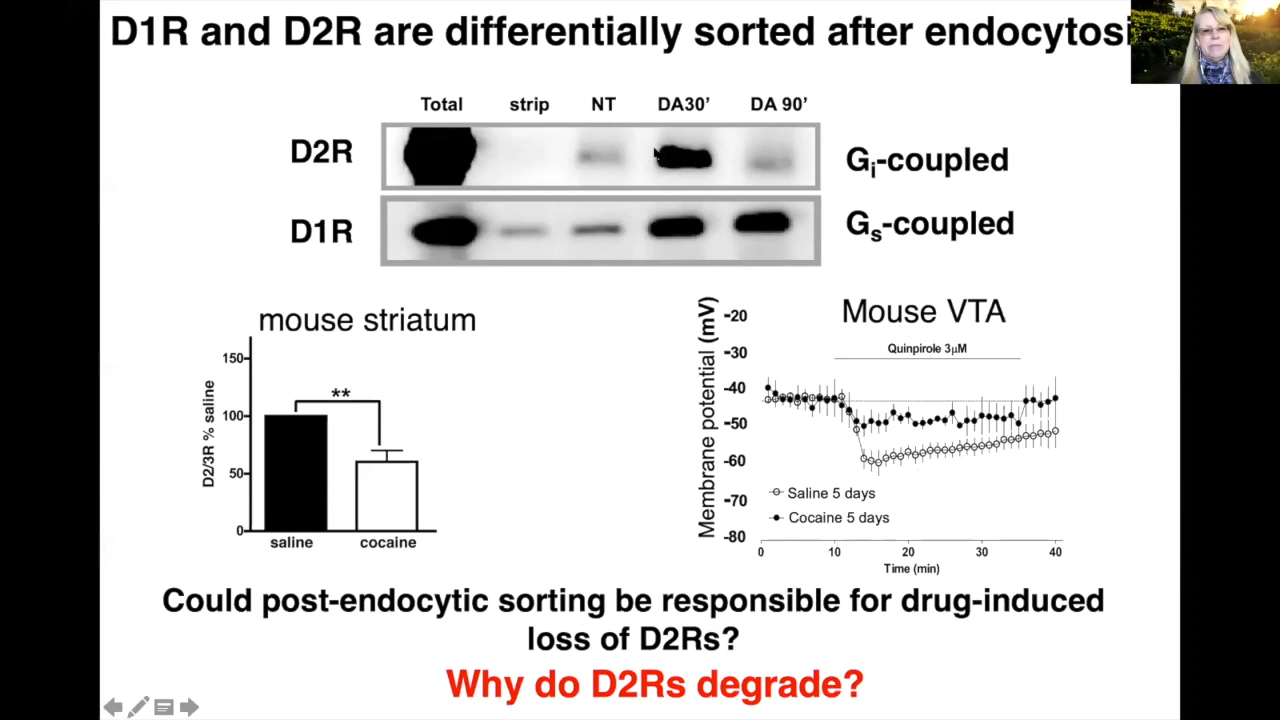 D1R and D2R are differentially sorted after endocytosi
Total strip NT DA30’ DA 90’
D2R
Gi-coupled
D1R
Gs-coupled
mouse striatum
D2/3R % saline
150
100
50
0
**
saline cocaine
Mouse VTA
Quinpirole 3µM
Membrane potential (mV)
-20
-30
-40
-50
-60
-70
-80
Saline 5 days
Cocaine 5 days
0 10 20 30 40
Time (min)
Could post-endocytic sorting be responsible for drug-induced
loss of D2Rs?
Why do D2Rs degrade?